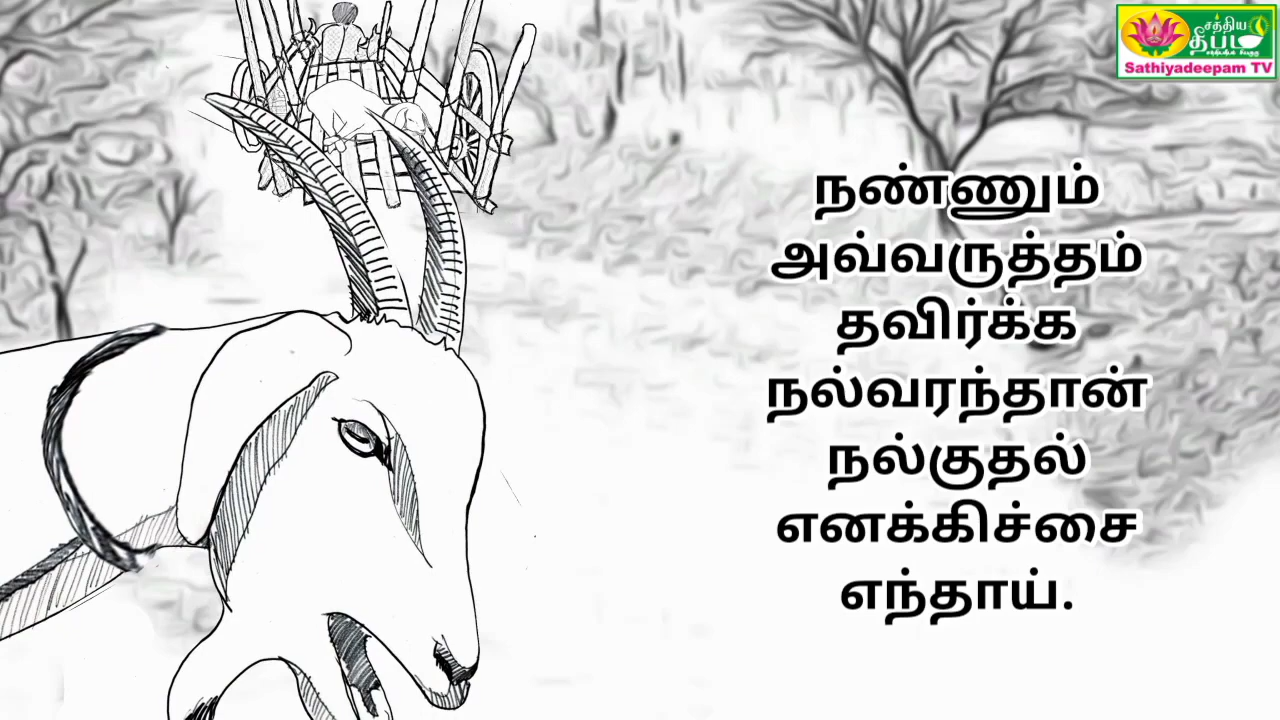 சத்திய
தீபம்
Sathiyadeepam TV
நண்ணும்
அவ்வருத்தம்
தவிர்க்க
நல்வரந்தான்
நல்குதல்
எனக்கிச்சை
எந்தாய்.